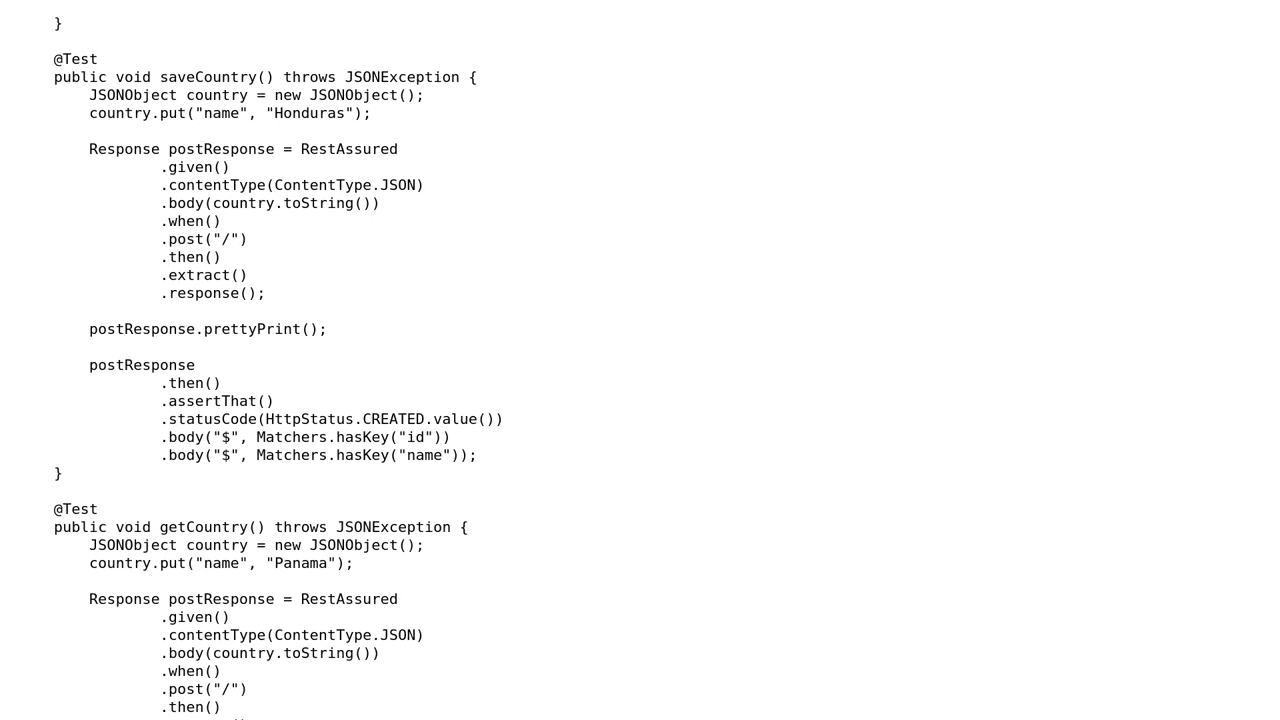 }

@Test
public void saveCountry() throws JSONException {
    JSONObject country = new JSONObject();
    country.put("name", "Honduras");

    Response postResponse = RestAssured
            .given()
            .contentType(ContentType.JSON)
            .body(country.toString())
            .when()
            .post("/")
            .then()
            .extract()
            .response();

    postResponse.prettyPrint();

    postResponse
            .then()
            .assertThat()
            .statusCode(HttpStatus.CREATED.value())
            .body("$", Matchers.hasKey("id"))
            .body("$", Matchers.hasKey("name"));
}

@Test
public void getCountry() throws JSONException {
    JSONObject country = new JSONObject();
    country.put("name", "Panama");

    Response postResponse = RestAssured
            .given()
            .contentType(ContentType.JSON)
            .body(country.toString())
            .when()
            .post("/")
            .then()